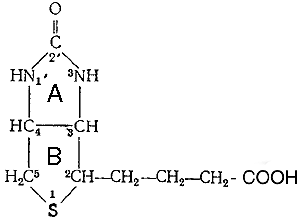 O
C
2'
HN 1' 3' NH
A
HC 4 3 CH
B
H₂C 5 2 CH—CH₂—CH₂—CH₂—COOH
1
S